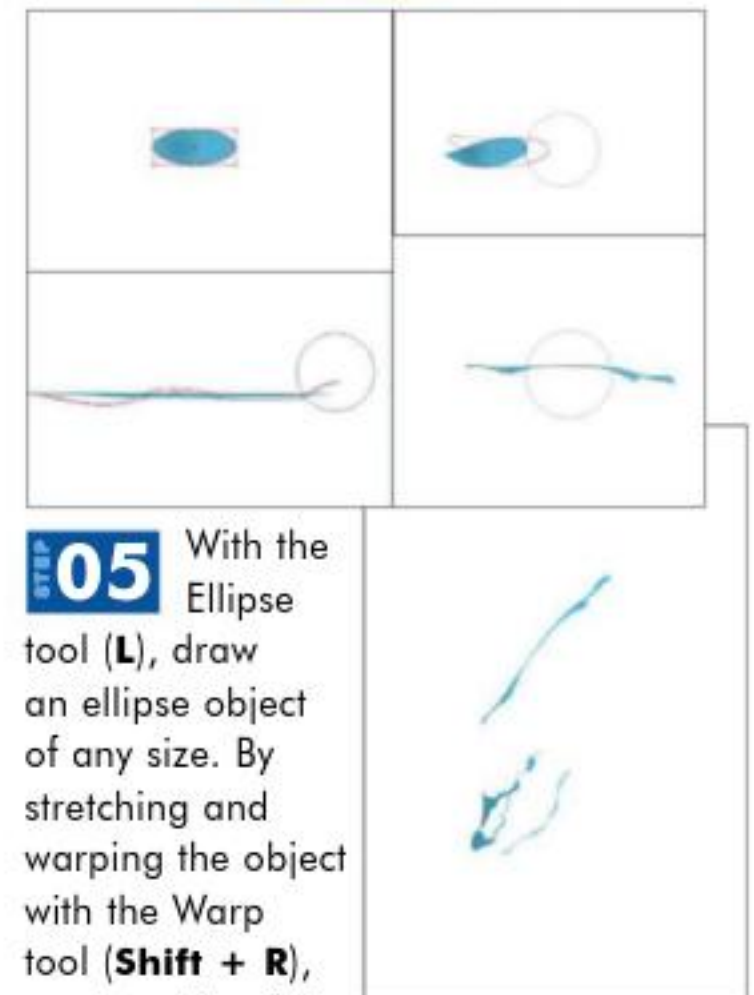 STEP 05 With the
Ellipse
tool (L), draw
an ellipse object
of any size. By
stretching and
warping the object
with the Warp
tool (Shift + R),